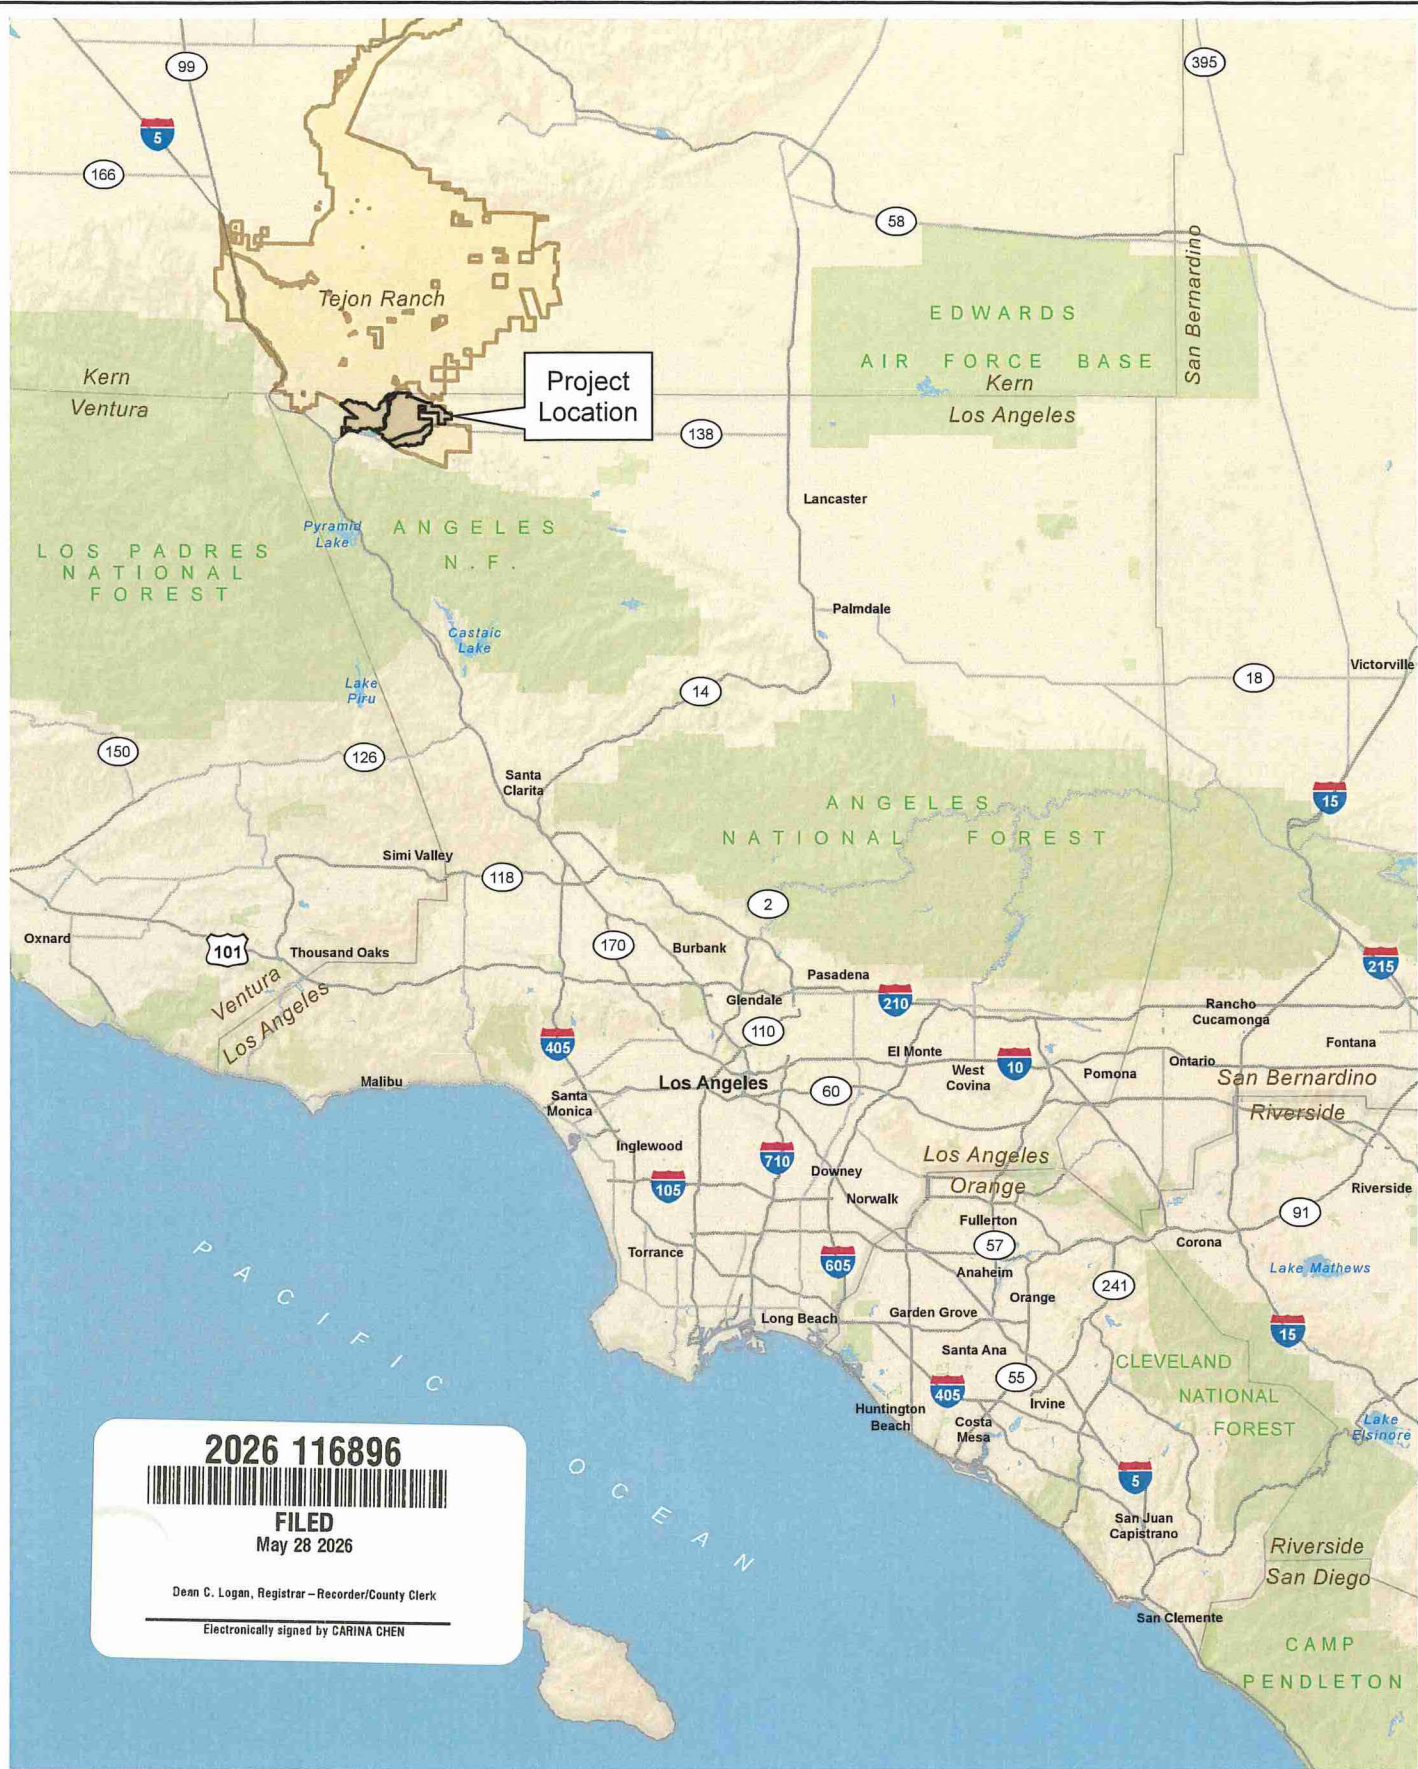 99
395
5
166
58
San Bernardino
Tejon Ranch
EDWARDS
AIR FORCE BASE
Kern
Ventura
Project
Location
Kern
Los Angeles
138
Lancaster
Pyramid
Lake
ANGELES
N.F.
LOS PADRES
NATIONAL
FOREST
Palmdale
Castaic
Lake
Victorville
18
Lake
Piru
14
150
126
Santa
Clarita
15
ANGELES
NATIONAL FOREST
Simi Valley
118
2
Oxnard
101
Thousand Oaks
170
Burbank
215
Pasadena
Ventura
Los Angeles
Glendale
210
Rancho
Cucamonga
110
405
Fontana
El Monte
10
Ontario
West
Covina
Pomona
San Bernardino
Riverside
Malibu
Los Angeles
60
Santa
Monica
Inglewood
710
Los Angeles
Orange
Downey
105
Norwalk
Riverside
91
Fullerton
57
Corona
Torrance
605
Anaheim
Lake Mathews
241
Orange
Long Beach
Garden Grove
15
Santa Ana
CLEVELAND
NATIONAL
FOREST
55
405
Irvine
Huntington
Beach
Costa
Mesa
Lake
Elsinore
PACIFIC OCEAN
5
San Juan
Capistrano
Riverside
San Diego
San Clemente
CAMP
PENDLETON
2026 116896
FILED
May 28 2026
Dean C. Logan, Registrar – Recorder/County Clerk
Electronically signed by CARINA CHEN